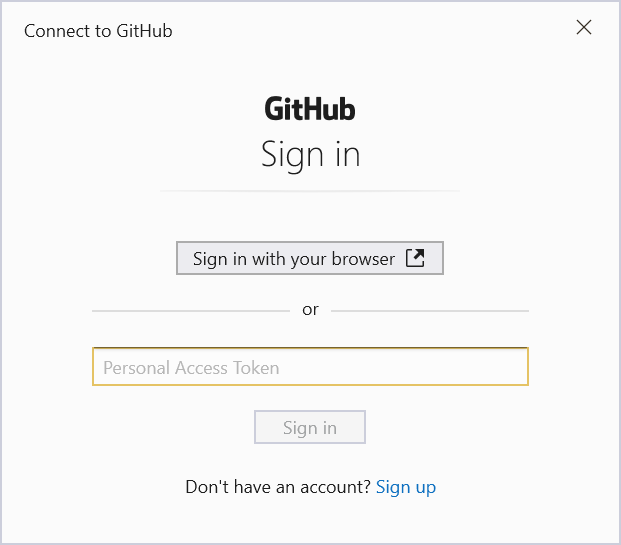 Connect to GitHub
GitHub
Sign in
Sign in with your browser
or
Personal Access Token
Sign in
Don't have an account? Sign up